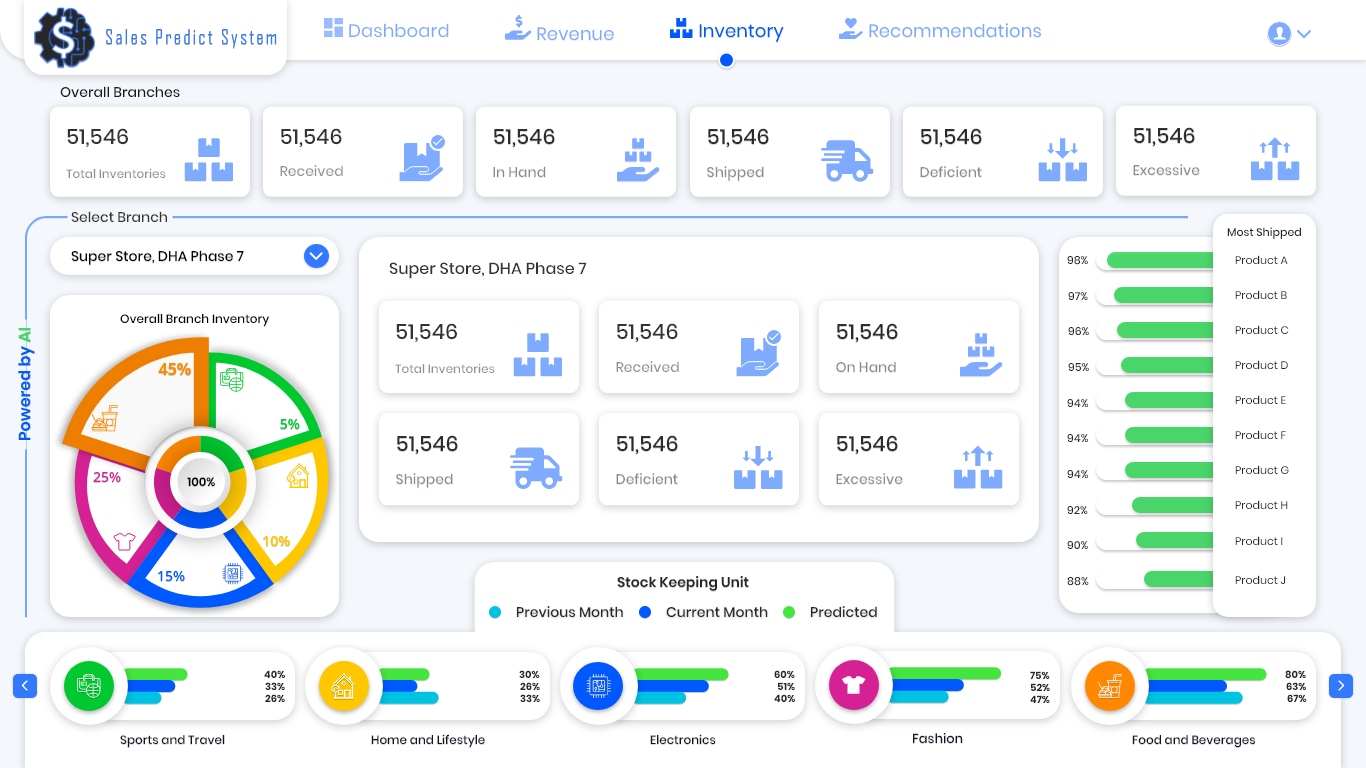 Sales Predict System
Dashboard
Revenue
Inventory
Recommendations
Overall Branches
51,546
Total Inventories
51,546
Received
51,546
In Hand
51,546
Shipped
51,546
Deficient
51,546
Excessive
Select Branch
Super Store, DHA Phase 7
Powered by AI
Overall Branch Inventory
45%
5%
25%
100%
10%
15%
Super Store, DHA Phase 7
51,546
Total Inventories
51,546
Received
51,546
On Hand
51,546
Shipped
51,546
Deficient
51,546
Excessive
Most Shipped
98% Product A
97% Product B
96% Product C
95% Product D
94% Product E
94% Product F
94% Product G
92% Product H
90% Product I
88% Product J
Stock Keeping Unit
Previous Month Current Month Predicted
40%
33%
26%
Sports and Travel
30%
26%
33%
Home and Lifestyle
60%
51%
40%
Electronics
75%
52%
47%
Fashion
80%
63%
67%
Food and Beverages